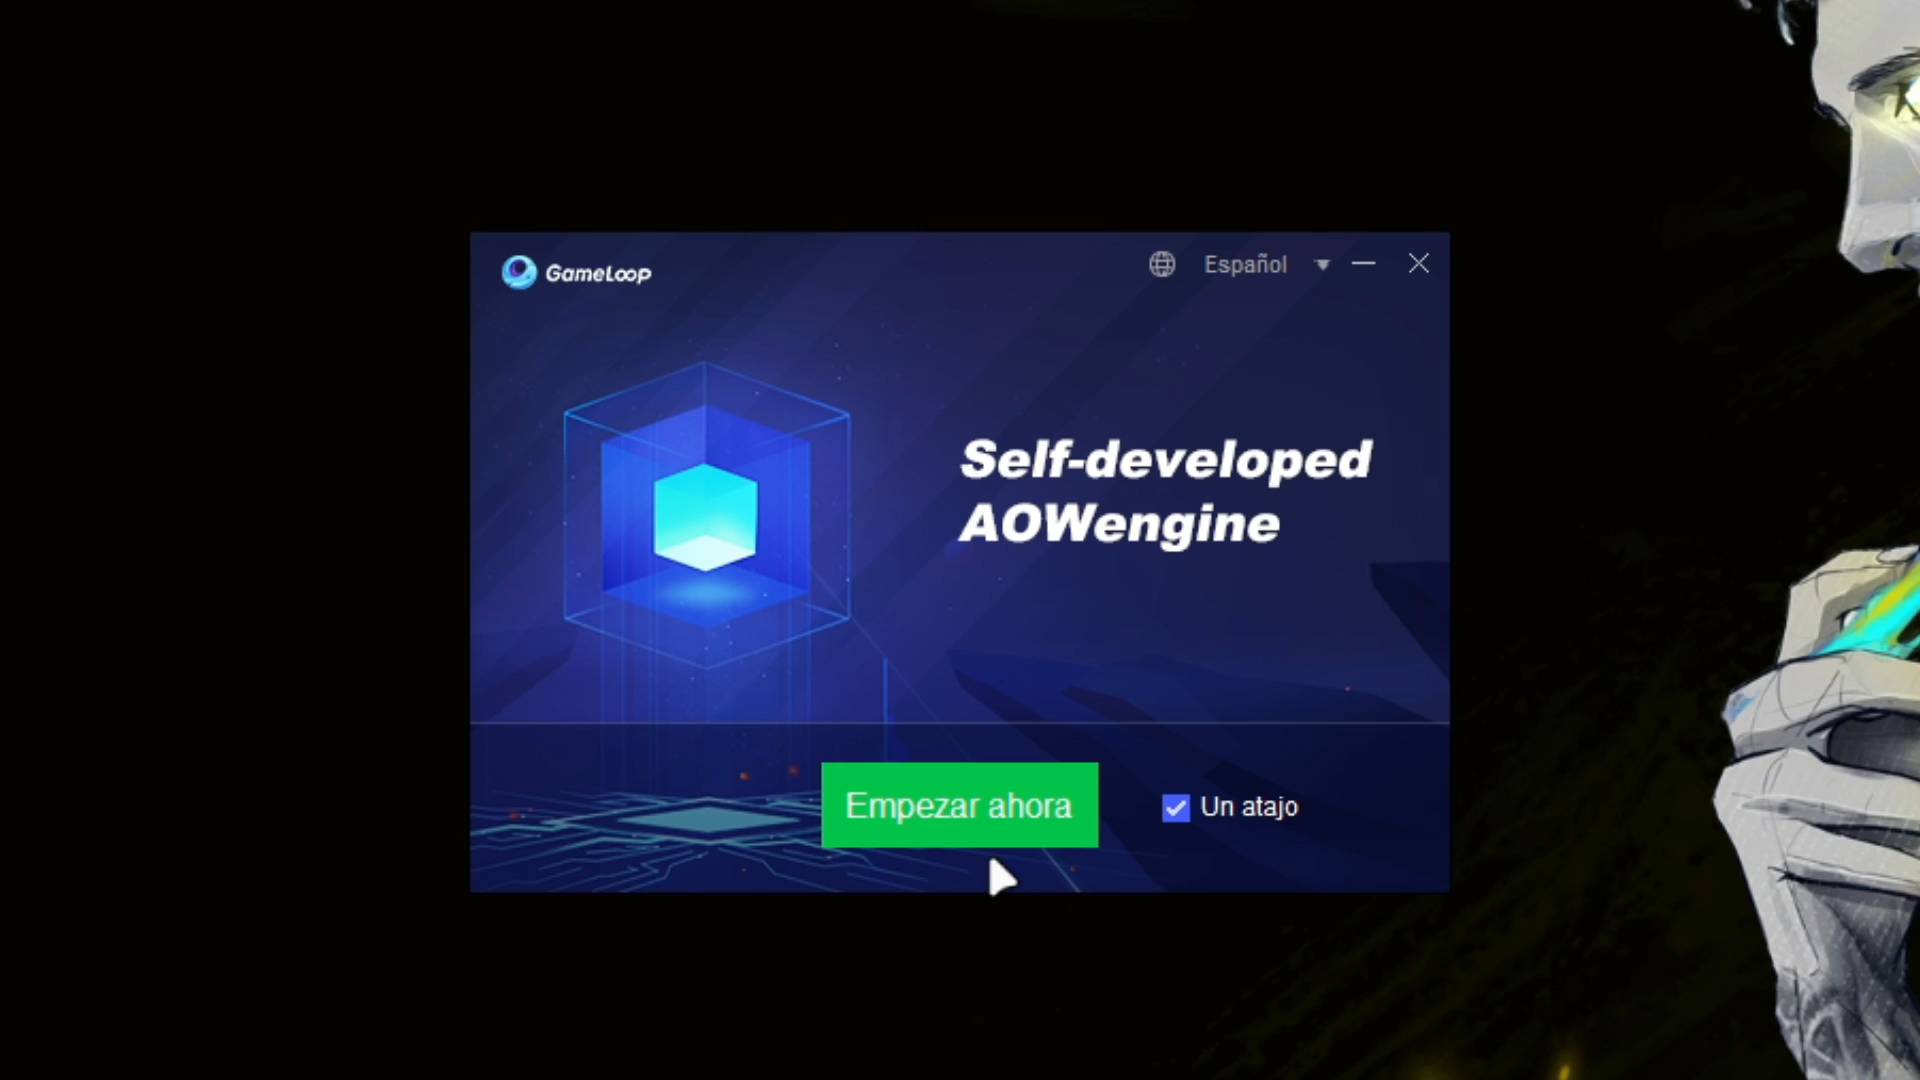 GameLoop
Español
Self-developed
AOWengine
Empezar ahora
Un atajo